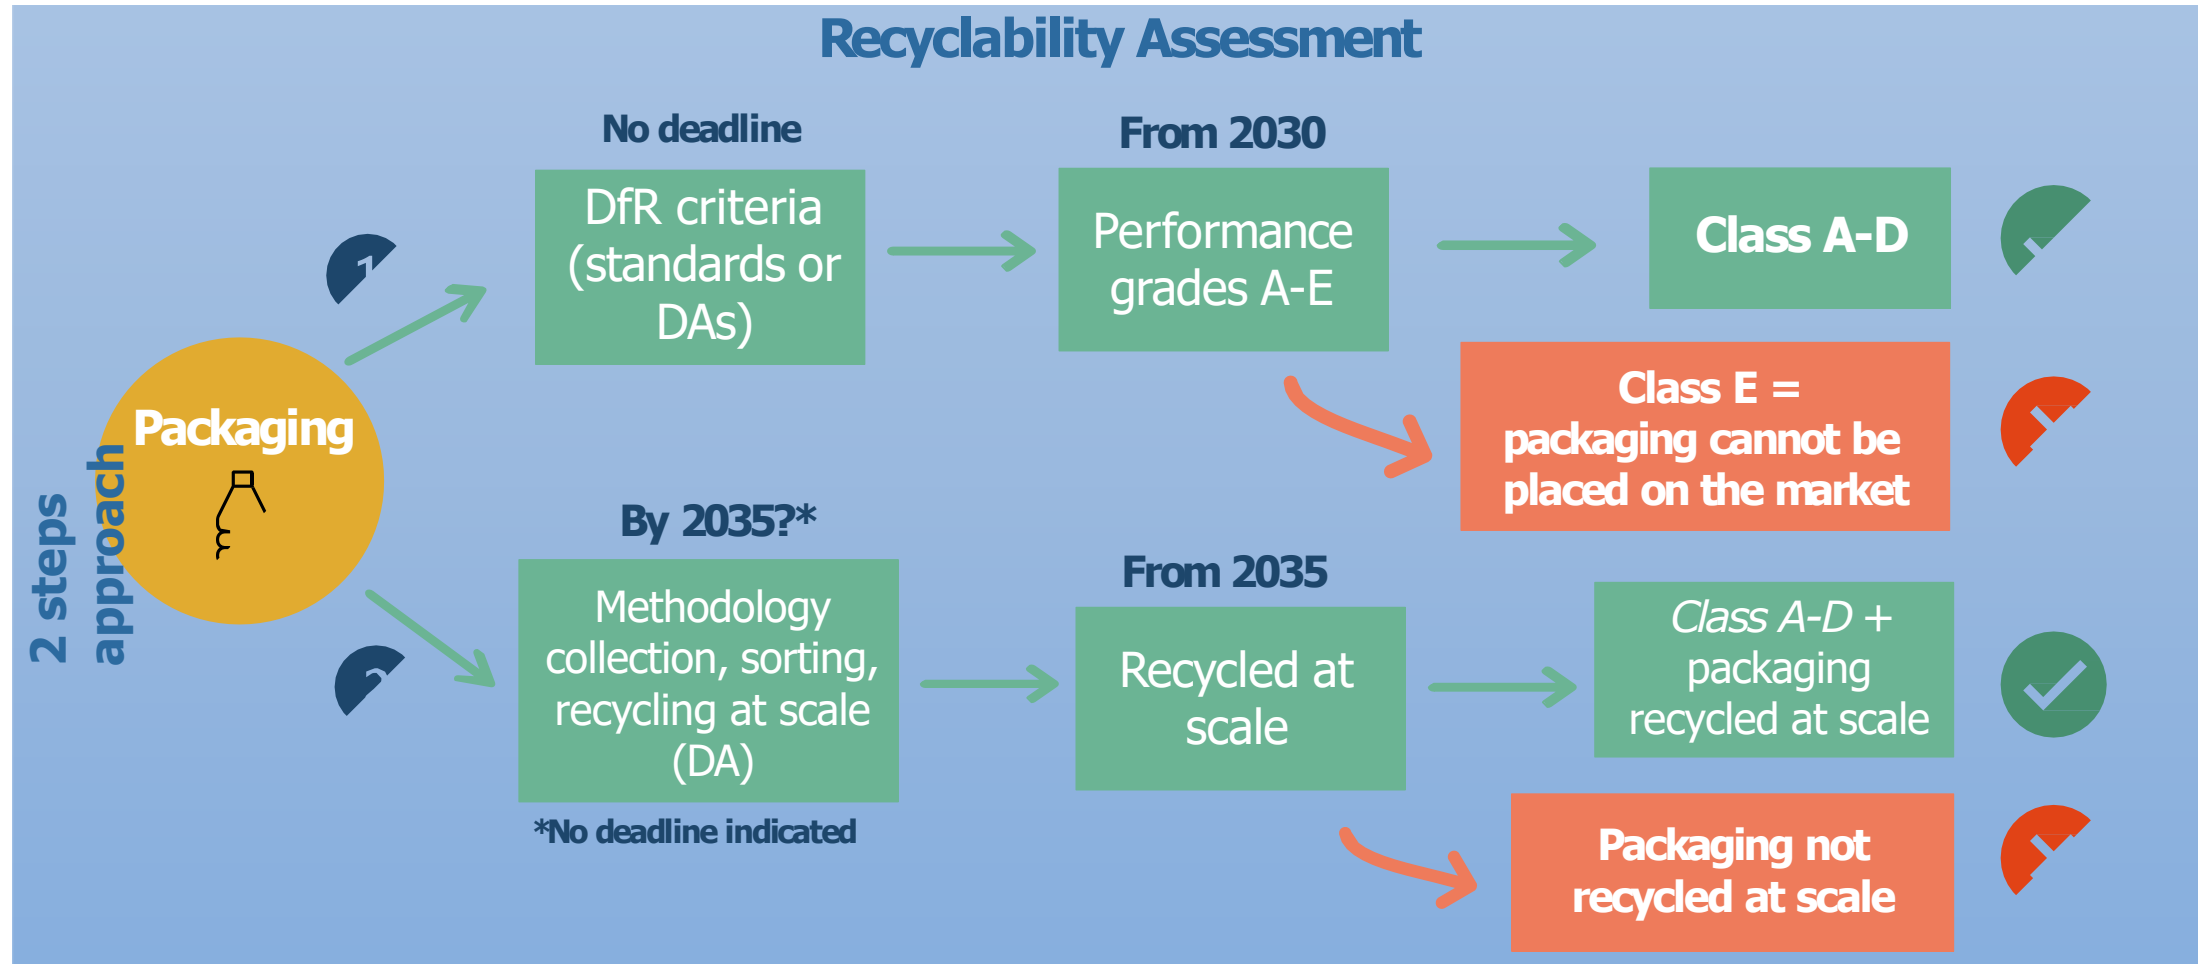 Recyclability Assessment
2 steps
approach
Packaging
1
No deadline
DfR criteria
(standards or
DAs)
From 2030
Performance
grades A-E
Class A-D
Class E =
packaging cannot be
placed on the market
2
By 2035?*
Methodology
collection, sorting,
recycling at scale
(DA)
*No deadline indicated
From 2035
Recycled at
scale
Class A-D +
packaging
recycled at scale
Packaging not
recycled at scale